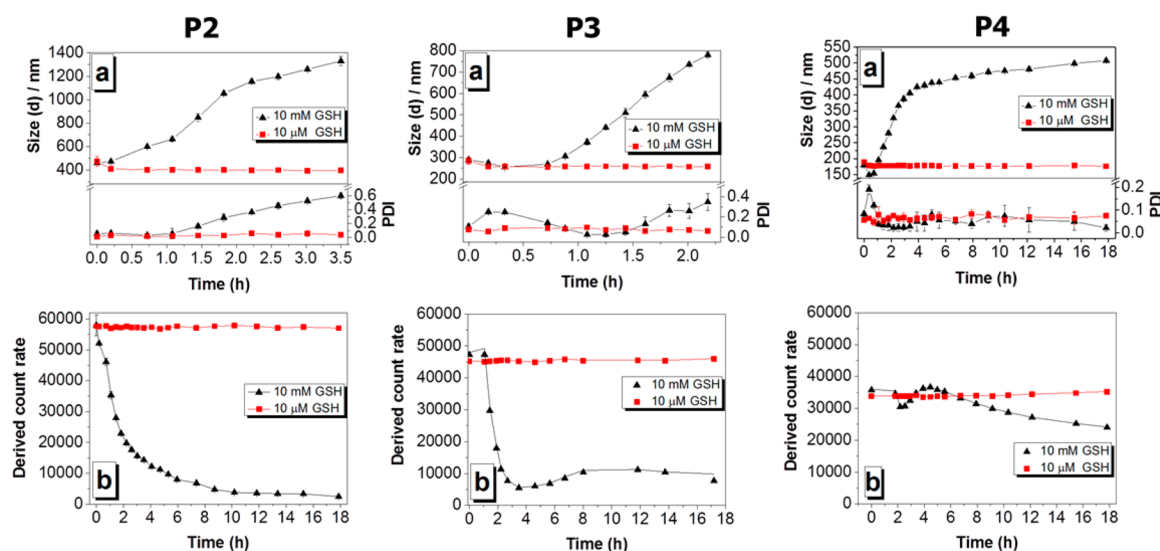 P2
P3
P4
a
Size (d) / nm
1400
1200
1000
800
600
400
10 mM GSH
10 μM GSH
0.6
0.4
0.2
0.0
PDI
0.0 0.5 1.0 1.5 2.0 2.5 3.0 3.5
Time (h)
a
Size (d) / nm
800
700
600
500
400
300
200
10 mM GSH
10 μM GSH
0.4
0.2
0.0
PDI
0.0 0.5 1.0 1.5 2.0
Time (h)
a
Size (d) / nm
550
500
450
400
350
300
250
200
150
100
10 mM GSH
10 μM GSH
0.2
0.1
0.0
PDI
0 2 4 6 8 10 12 14 16 18
Time (h)
b
Derived count rate
60000
50000
40000
30000
20000
10000
0
10 mM GSH
10 μM GSH
0 2 4 6 8 10 12 14 16 18
Time (h)
b
Derived count rate
60000
50000
40000
30000
20000
10000
0
10 mM GSH
10 μM GSH
0 2 4 6 8 10 12 14 16 18
Time (h)
b
Derived count rate
60000
50000
40000
30000
20000
10000
0
10 mM GSH
10 μM GSH
0 2 4 6 8 10 12 14 16 18
Time (h)